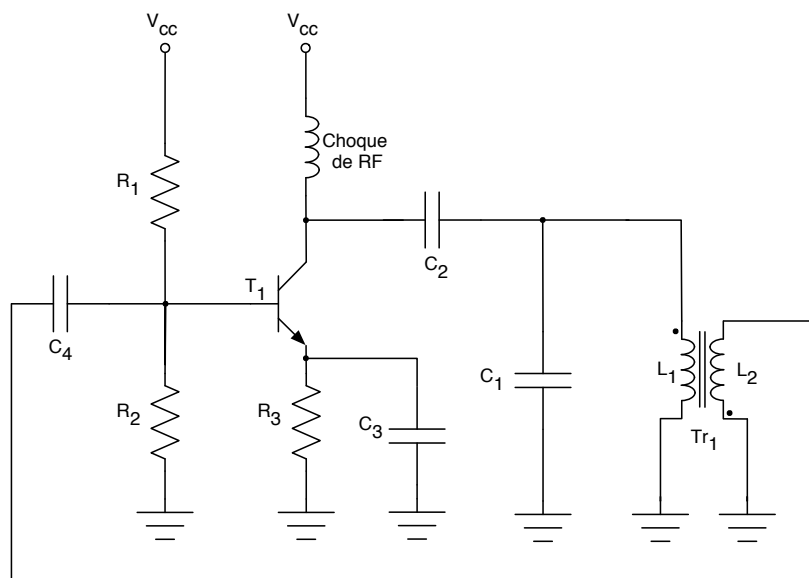 Vcc
Vcc
Choque
de RF
R1
C2
T1
C4
L1
L2
C1
R2
R3
C3
Tr1